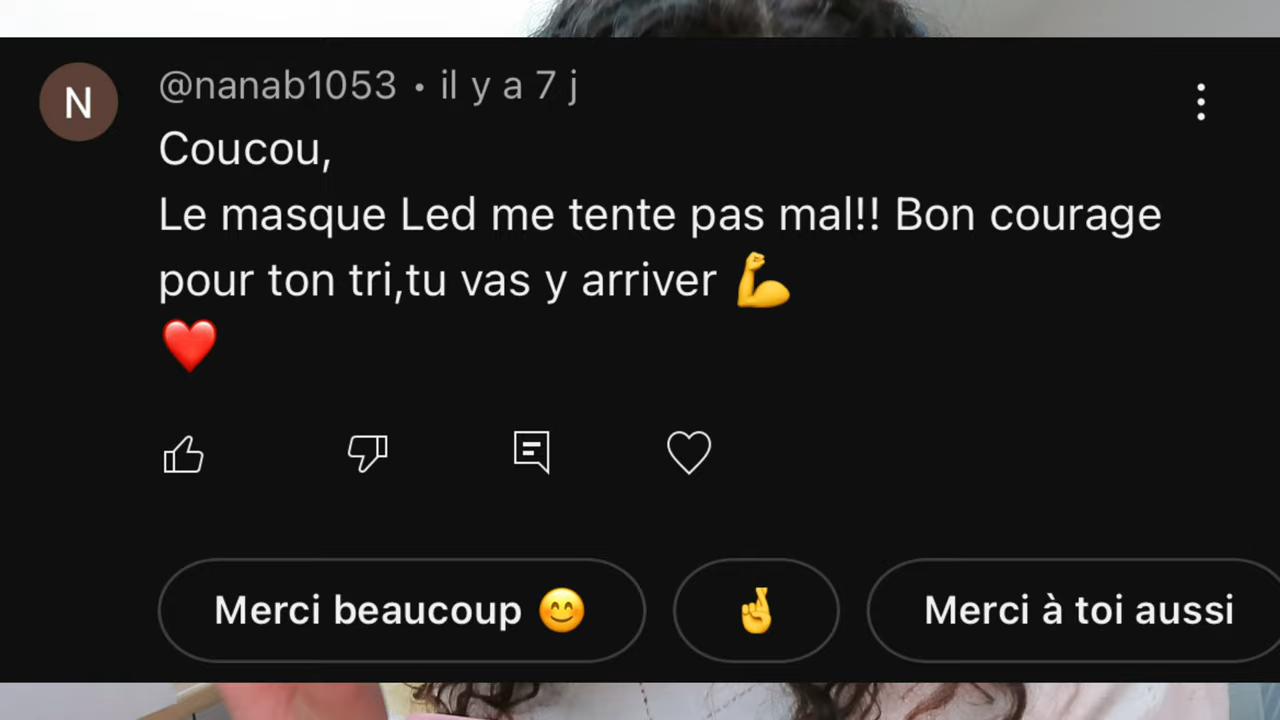 N
@nanab1053 • il y a 7 j
Coucou,
Le masque Led me tente pas mal!! Bon courage
pour ton tri,tu vas y arriver 💪
❤️
Merci beaucoup 😊
🤞
Merci à toi aussi